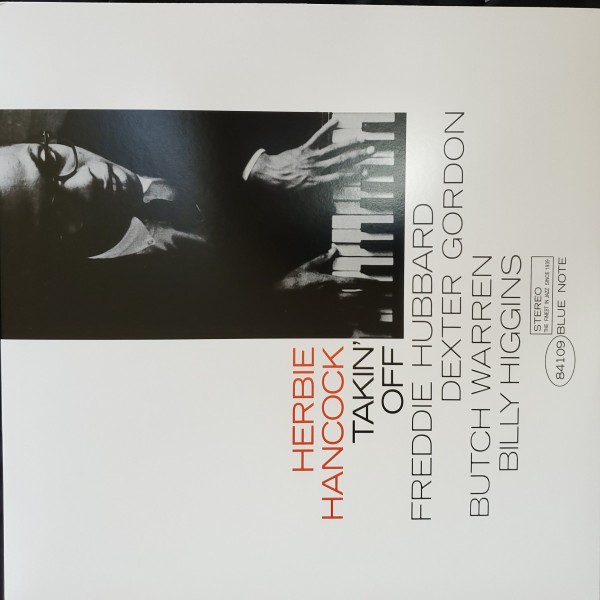 HERBIE
HANCOCK
TAKIN'
OFF
FREDDIE HUBBARD
DEXTER GORDON
BUTCH WARREN
BILLY HIGGINS
STEREO
THE FINEST IN JAZZ SINCE 1939
84109 BLUE NOTE